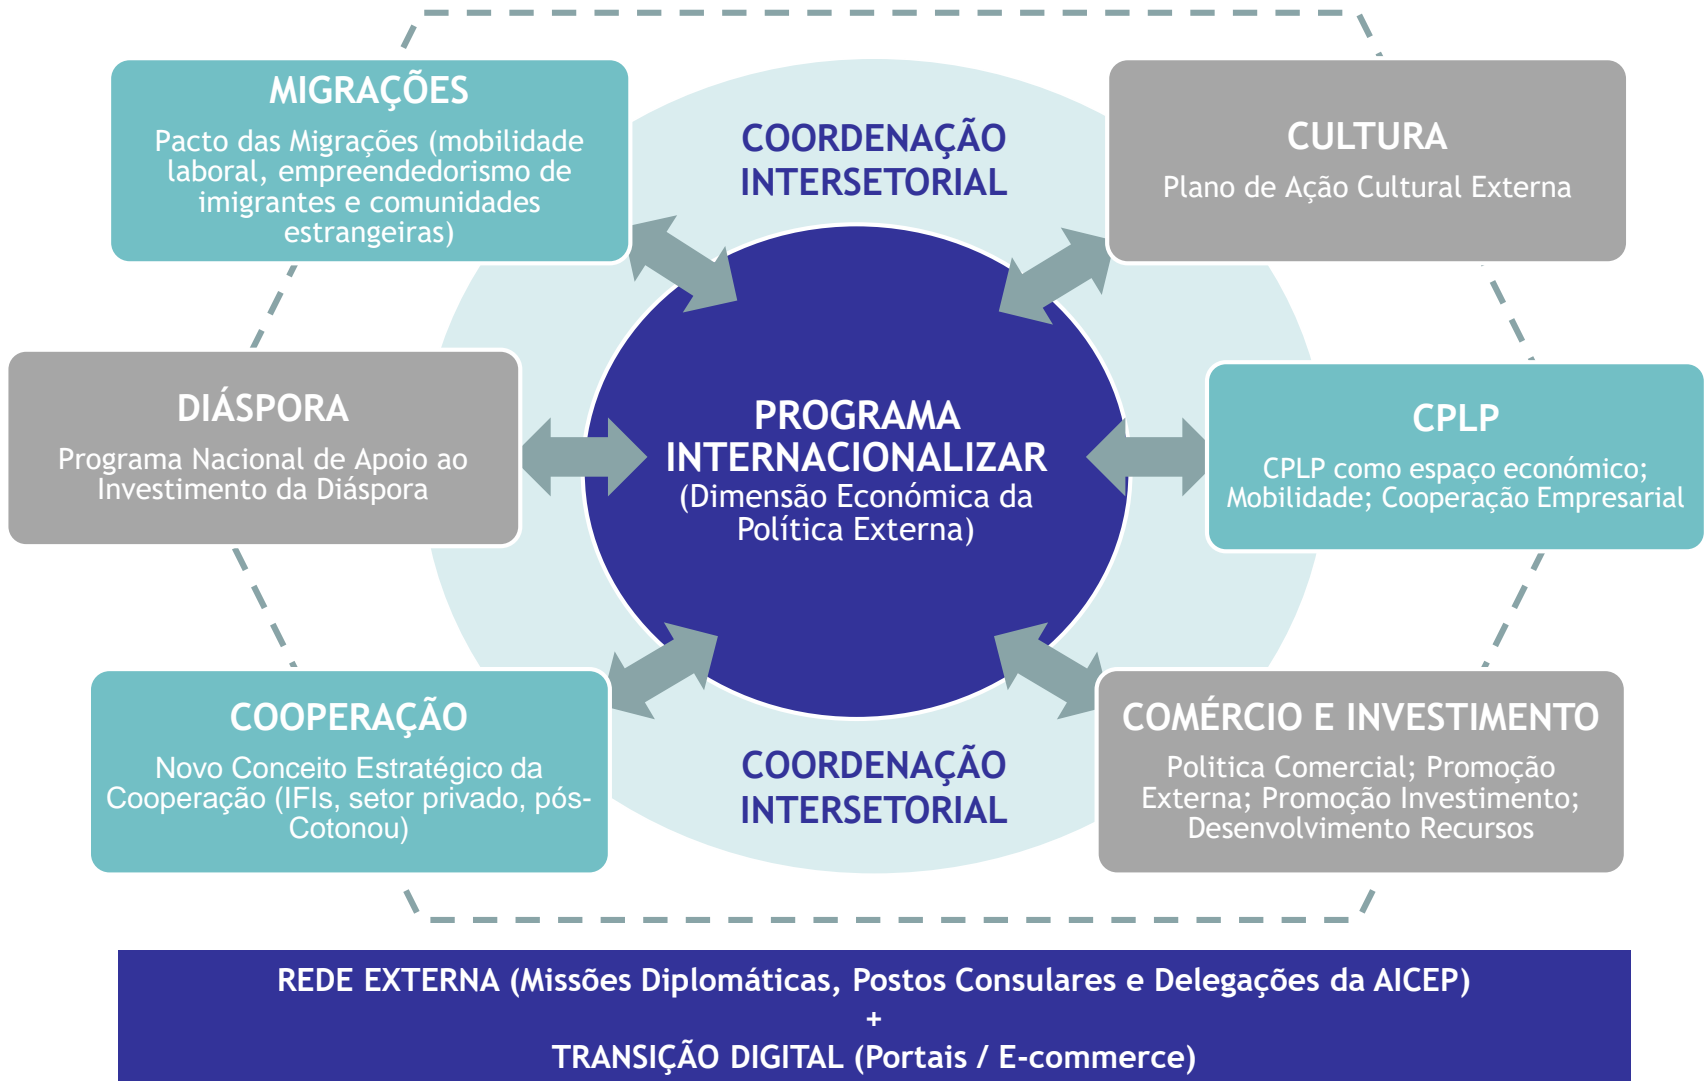 MIGRAÇÕES
Pacto das Migrações (mobilidade
laboral, empreendedorismo de
imigrantes e comunidades
estrangeiras)
COORDENAÇÃO
INTERSETORIAL
CULTURA
Plano de Ação Cultural Externa
DIÁSPORA
Programa Nacional de Apoio ao
Investimento da Diáspora
PROGRAMA
INTERNACIONALIZAR
(Dimensão Económica da
Política Externa)
CPLP
CPLP como espaço económico;
Mobilidade; Cooperação Empresarial
COOPERAÇÃO
Novo Conceito Estratégico da
Cooperação (IFIs, setor privado, pós-
Cotonou)
COORDENAÇÃO
INTERSETORIAL
COMÉRCIO E INVESTIMENTO
Politica Comercial; Promoção
Externa; Promoção Investimento;
Desenvolvimento Recursos
REDE EXTERNA (Missões Diplomáticas, Postos Consulares e Delegações da AICEP)
+
TRANSIÇÃO DIGITAL (Portais / E-commerce)